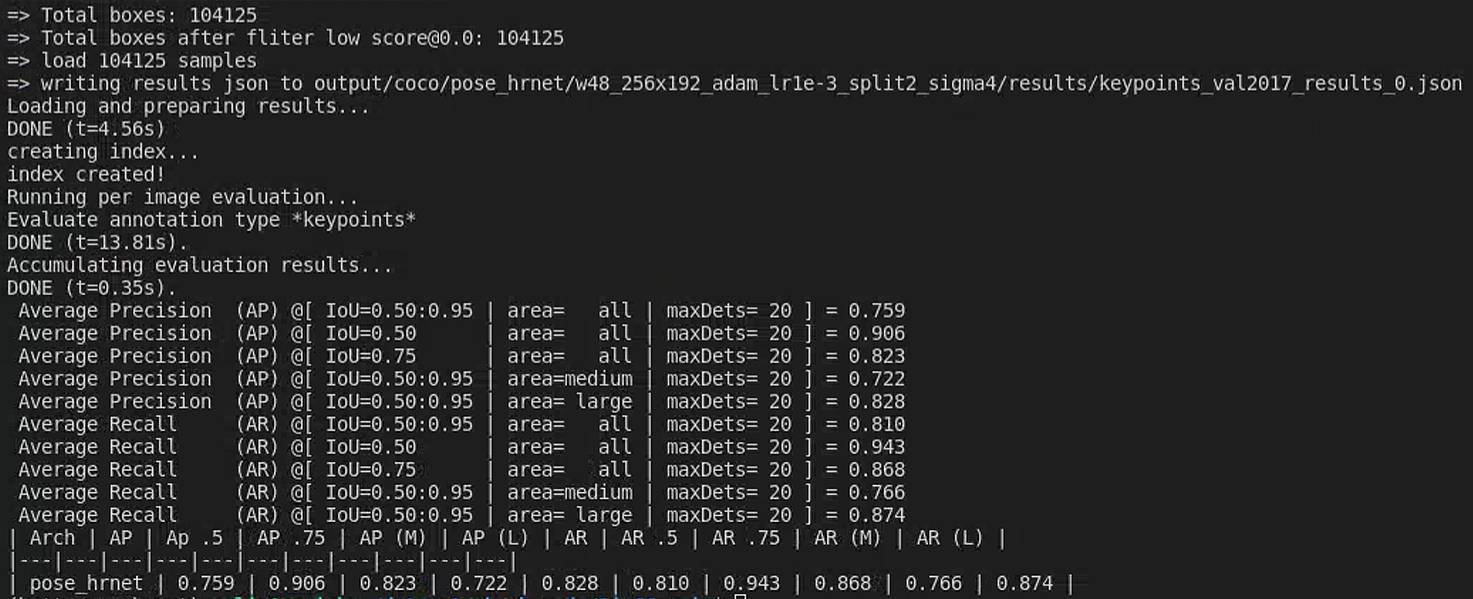 => Total boxes: 104125
=> Total boxes after fliter low score@0.0: 104125
=> load 104125 samples
=> writing results json to output/coco/pose_hrnet/w48_256x192_adam_lr1e-3_split2_sigma4/results/keypoints_val2017_results_0.json
Loading and preparing results...
DONE (t=4.56s)
creating index...
index created!
Running per image evaluation...
Evaluate annotation type *keypoints*
DONE (t=13.81s).
Accumulating evaluation results...
DONE (t=0.35s).
 Average Precision  (AP) @[ IoU=0.50:0.95 | area=   all | maxDets= 20 ] = 0.759
 Average Precision  (AP) @[ IoU=0.50      | area=   all | maxDets= 20 ] = 0.906
 Average Precision  (AP) @[ IoU=0.75      | area=   all | maxDets= 20 ] = 0.823
 Average Precision  (AP) @[ IoU=0.50:0.95 | area=medium | maxDets= 20 ] = 0.722
 Average Precision  (AP) @[ IoU=0.50:0.95 | area= large | maxDets= 20 ] = 0.828
 Average Recall     (AR) @[ IoU=0.50:0.95 | area=   all | maxDets= 20 ] = 0.810
 Average Recall     (AR) @[ IoU=0.50      | area=   all | maxDets= 20 ] = 0.943
 Average Recall     (AR) @[ IoU=0.75      | area=   all | maxDets= 20 ] = 0.868
 Average Recall     (AR) @[ IoU=0.50:0.95 | area=medium | maxDets= 20 ] = 0.766
 Average Recall     (AR) @[ IoU=0.50:0.95 | area= large | maxDets= 20 ] = 0.874
| Arch | AP | Ap .5 | AP .75 | AP (M) | AP (L) | AR | AR .5 | AR .75 | AR (M) | AR (L) |
|---|---|---|---|---|---|---|---|---|---|---|
| pose_hrnet | 0.759 | 0.906 | 0.823 | 0.722 | 0.828 | 0.810 | 0.943 | 0.868 | 0.766 | 0.874 |